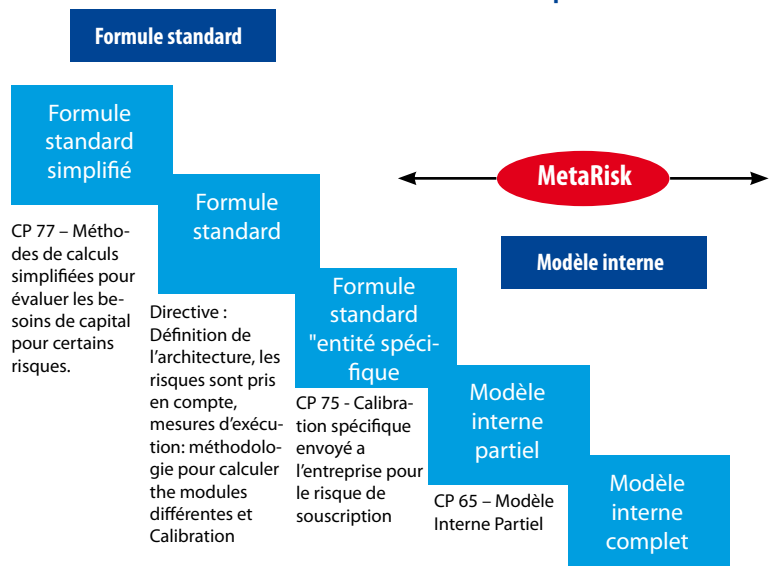 Formule standard
Formule
standard
simplifié
MetaRisk
Formule
standard
CP 77 – Métho-
des de calculs
simplifiées pour
évaluer les be-
soins de capital
pour certains
risques.
Modèle interne
Formule
standard
"entité spéci-
fique
Directive :
Définition de
l'architecture, les
risques sont pris
en compte,
mesures d'exécu-
tion: méthodolo-
gie pour calculer
the modules
différentes et
Calibration
Modèle
interne
partiel
CP 75 - Calibra-
tion spécifique
envoyé a
l'entreprise pour
le risque de
souscription
Modèle
interne
complet
CP 65 – Modèle
Interne Partiel